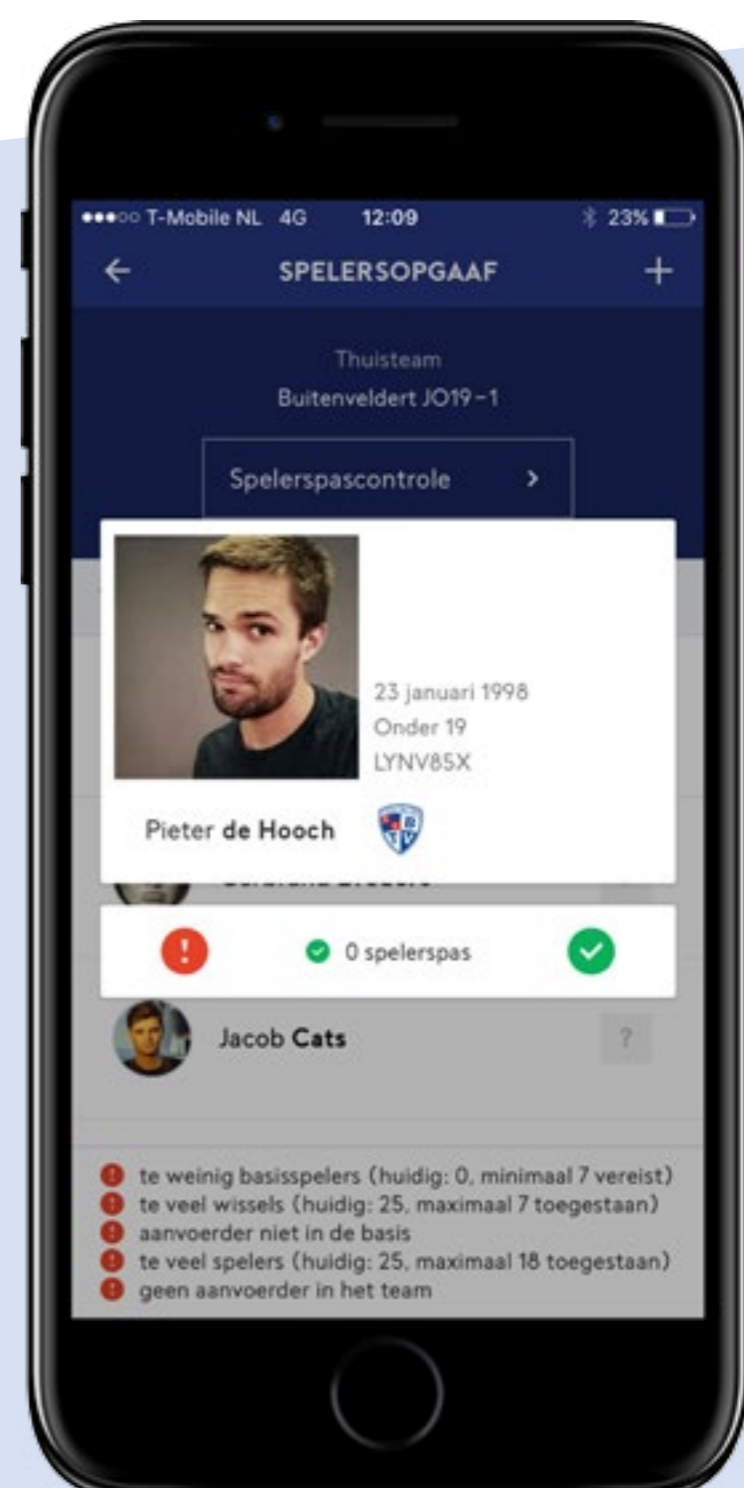 T-Mobile NL 4G 12:09 23%
SPELERSOPGAAF
Thuisteam
Buitenveldert JO19-1
Spelerspascontrole
23 januari 1998
Onder 19
LYNV85X
Pieter de Hooch
0 spelerspas
Jacob Cats
?
te weinig basisspelers (huidig: 0, minimaal 7 vereist)
te veel wissels (huidig: 25, maximaal 7 toegestaan)
aanvoerder niet in de basis
te veel spelers (huidig: 25, maximaal 18 toegestaan)
geen aanvoerder in het team